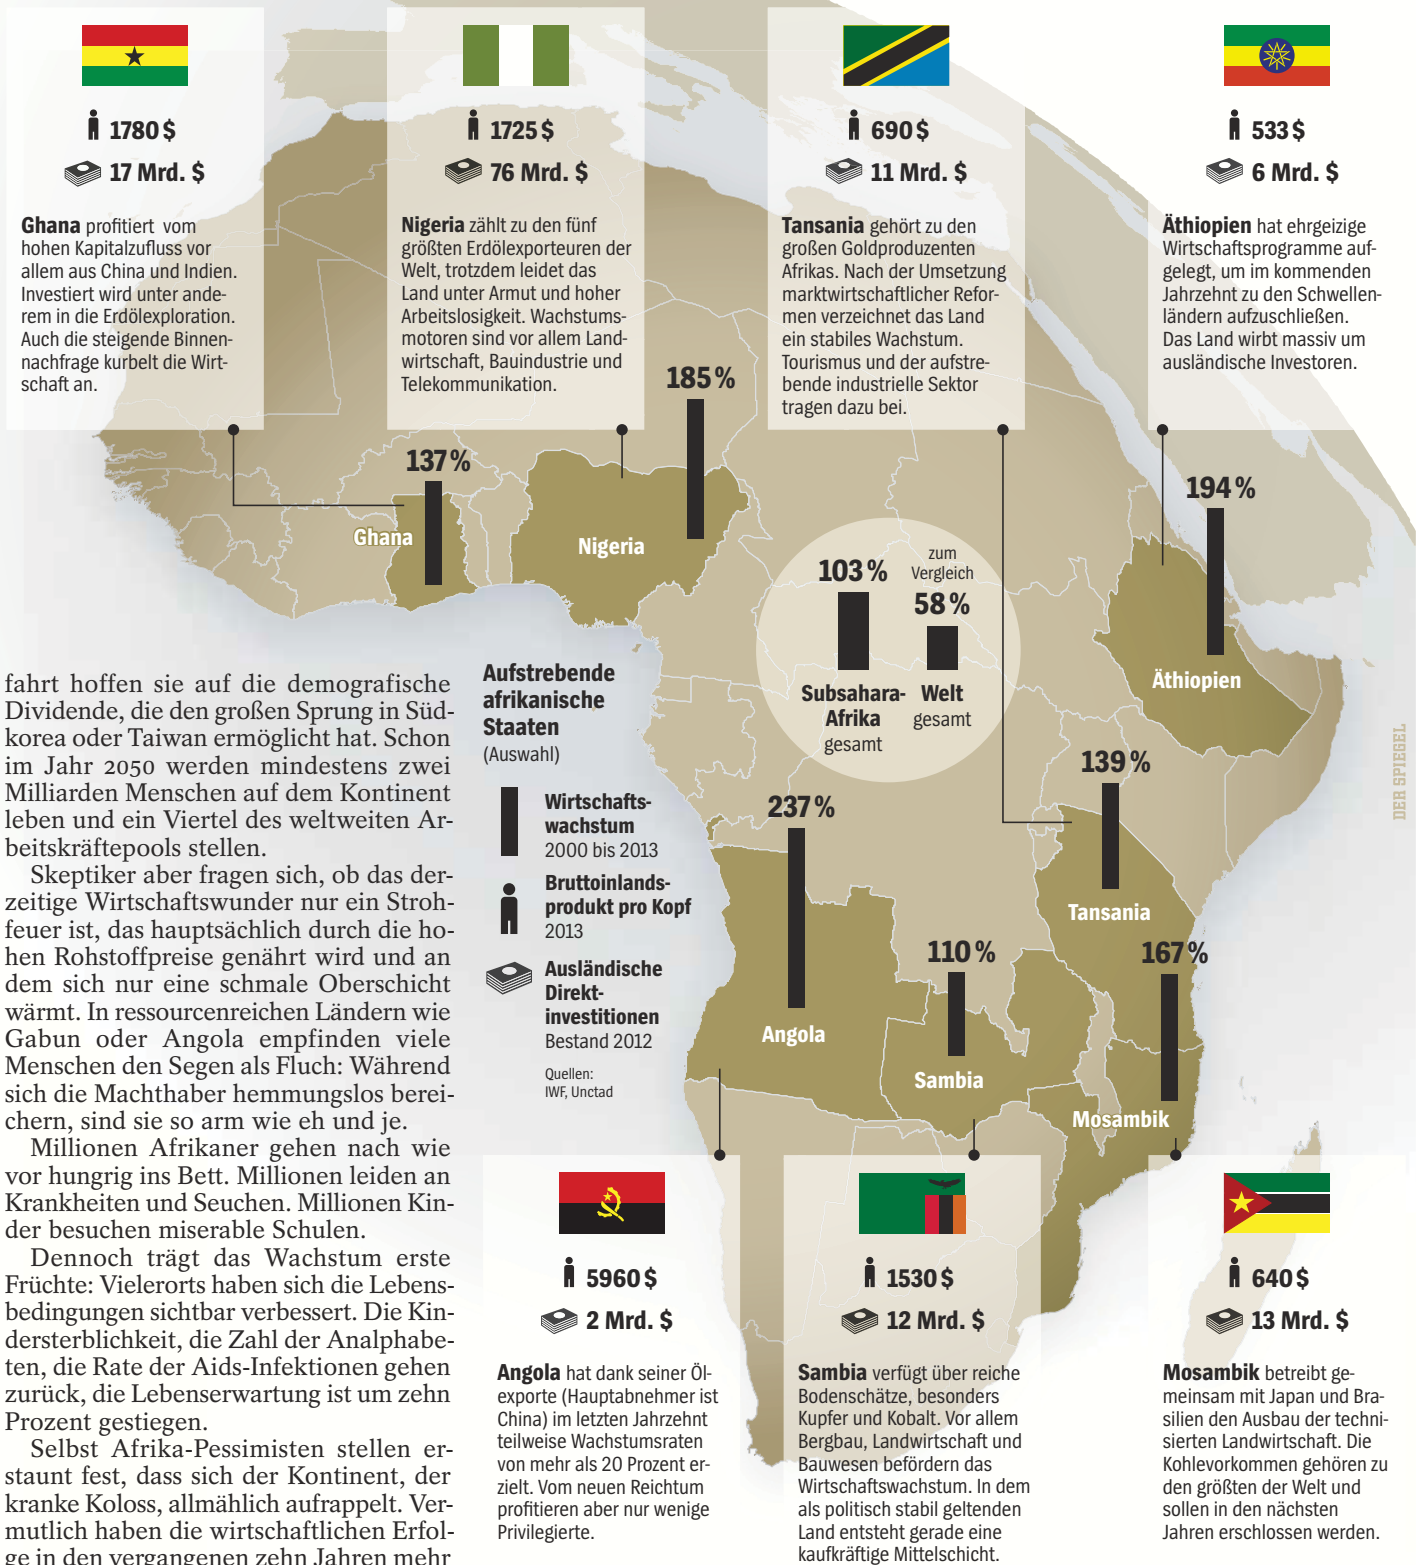 1780 $
17 Mrd. $
Ghana profitiert vom
hohen Kapitalzufluss vor
allem aus China und Indien.
Investiert wird unter ande-
rem in die Erdölexploration.
Auch die steigende Binnen-
nachfrage kurbelt die Wirt-
schaft an.
1725 $
76 Mrd. $
Nigeria zählt zu den fünf
größten Erdölexporteuren der
Welt, trotzdem leidet das
Land unter Armut und hoher
Arbeitslosigkeit. Wachstums-
motoren sind vor allem Land-
wirtschaft, Bauindustrie und
Telekommunikation.
690 $
11 Mrd. $
Tansania gehört zu den
großen Goldproduzenten
Afrikas. Nach der Umsetzung
marktwirtschaftlicher Refor-
men verzeichnet das Land
ein stabiles Wachstum.
Tourismus und der aufstre-
bende industrielle Sektor
tragen dazu bei.
533 $
6 Mrd. $
Äthiopien hat ehrgeizige
Wirtschaftsprogramme auf-
gelegt, um im kommenden
Jahrzehnt zu den Schwellen-
ländern aufzuschließen.
Das Land wirbt massiv um
ausländische Investoren.
137 %
Ghana
185 %
Nigeria
103 %
Subsahara-
Afrika
gesamt
zum
Vergleich
58 %
Welt
gesamt
194 %
Äthiopien
139 %
Tansania
237 %
Angola
110 %
Sambia
167 %
Mosambik
DER SPIEGEL
Aufstrebende
afrikanische
Staaten
(Auswahl)
Wirtschafts-
wachstum
2000 bis 2013
Bruttoinlands-
produkt pro Kopf
2013
Ausländische
Direkt-
investitionen
Bestand 2012
Quellen:
IWF, Unctad
fahrt hoffen sie auf die demografische
Dividende, die den großen Sprung in Süd-
korea oder Taiwan ermöglicht hat. Schon
im Jahr 2050 werden mindestens zwei
Milliarden Menschen auf dem Kontinent
leben und ein Viertel des weltweiten Ar-
beitskräftepools stellen.
Skeptiker aber fragen sich, ob das der-
zeitige Wirtschaftswunder nur ein Stroh-
feuer ist, das hauptsächlich durch die ho-
hen Rohstoffpreise genährt wird und an
dem sich nur eine schmale Oberschicht
wärmt. In ressourcenreichen Ländern wie
Gabun oder Angola empfinden viele
Menschen den Segen als Fluch: Während
sich die Machthaber hemmungslos berei-
chern, sind sie so arm wie eh und je.
Millionen Afrikaner gehen nach wie
vor hungrig ins Bett. Millionen leiden an
Krankheiten und Seuchen. Millionen Kin-
der besuchen miserable Schulen.
Dennoch trägt das Wachstum erste
Früchte: Vielerorts haben sich die Lebens-
bedingungen sichtbar verbessert. Die Kin-
dersterblichkeit, die Zahl der Analphabe-
ten, die Rate der Aids-Infektionen gehen
zurück, die Lebenserwartung ist um zehn
Prozent gestiegen.
Selbst Afrika-Pessimisten stellen er-
staunt fest, dass sich der Kontinent, der
kranke Koloss, allmählich aufrappelt. Ver-
mutlich haben die wirtschaftlichen Erfol-
ge in den vergangenen zehn Jahren mehr
5960 $
2 Mrd. $
Angola hat dank seiner Öl-
exporte (Hauptabnehmer ist
China) im letzten Jahrzehnt
teilweise Wachstumsraten
von mehr als 20 Prozent er-
zielt. Vom neuen Reichtum
profitieren aber nur wenige
Privilegierte.
1530 $
12 Mrd. $
Sambia verfügt über reiche
Bodenschätze, besonders
Kupfer und Kobalt. Vor allem
Bergbau, Landwirtschaft und
Bauwesen befördern das
Wirtschaftswachstum. In dem
als politisch stabil geltenden
Land entsteht gerade eine
kaufkräftige Mittelschicht.
640 $
13 Mrd. $
Mosambik betreibt ge-
meinsam mit Japan und Bra-
silien den Ausbau der techni-
sierten Landwirtschaft. Die
Kohlevorkommen gehören zu
den größten der Welt und
sollen in den nächsten
Jahren erschlossen werden.